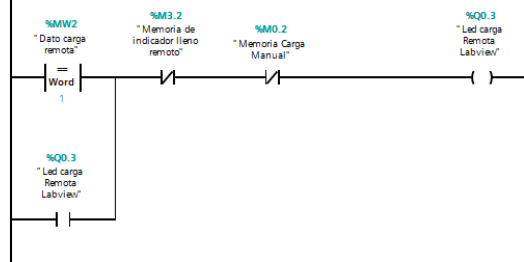 %MW2
"Dato carga
remota"
==
Word
1
%M3.2
"Memoria de
indicador lleno
remoto"
%M0.2
"Memoria Carga
Manual"
%Q0.3
"Led carga
Remota
Labview"
%Q0.3
"Led carga
Remota
Labview"